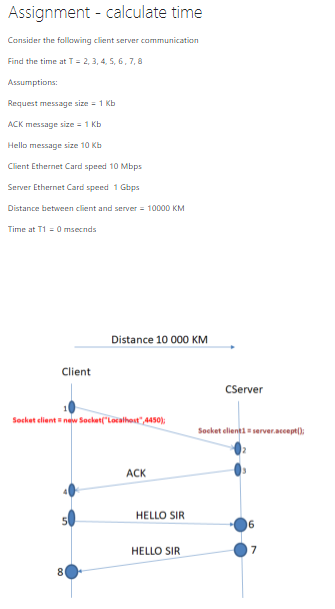 Assignment - calculate time
Consider the following client server communication
Find the time at T = 2, 3, 4, 5, 6 , 7, 8
Assumptions:
Request message size = 1 Kb
ACK message size = 1 Kb
Hello message size 10 Kb
Client Ethernet Card speed 10 Mbps
Server Ethernet Card speed  1 Gbps
Distance between client and server = 10000 KM
Time at T1 = 0 msecnds
Distance 10 000 KM
Client
CServer
1
Socket client = new Socket("Localhost",4450);
Socket client1 = server.accept();
2
3
ACK
4
HELLO SIR
5
6
HELLO SIR
7
8